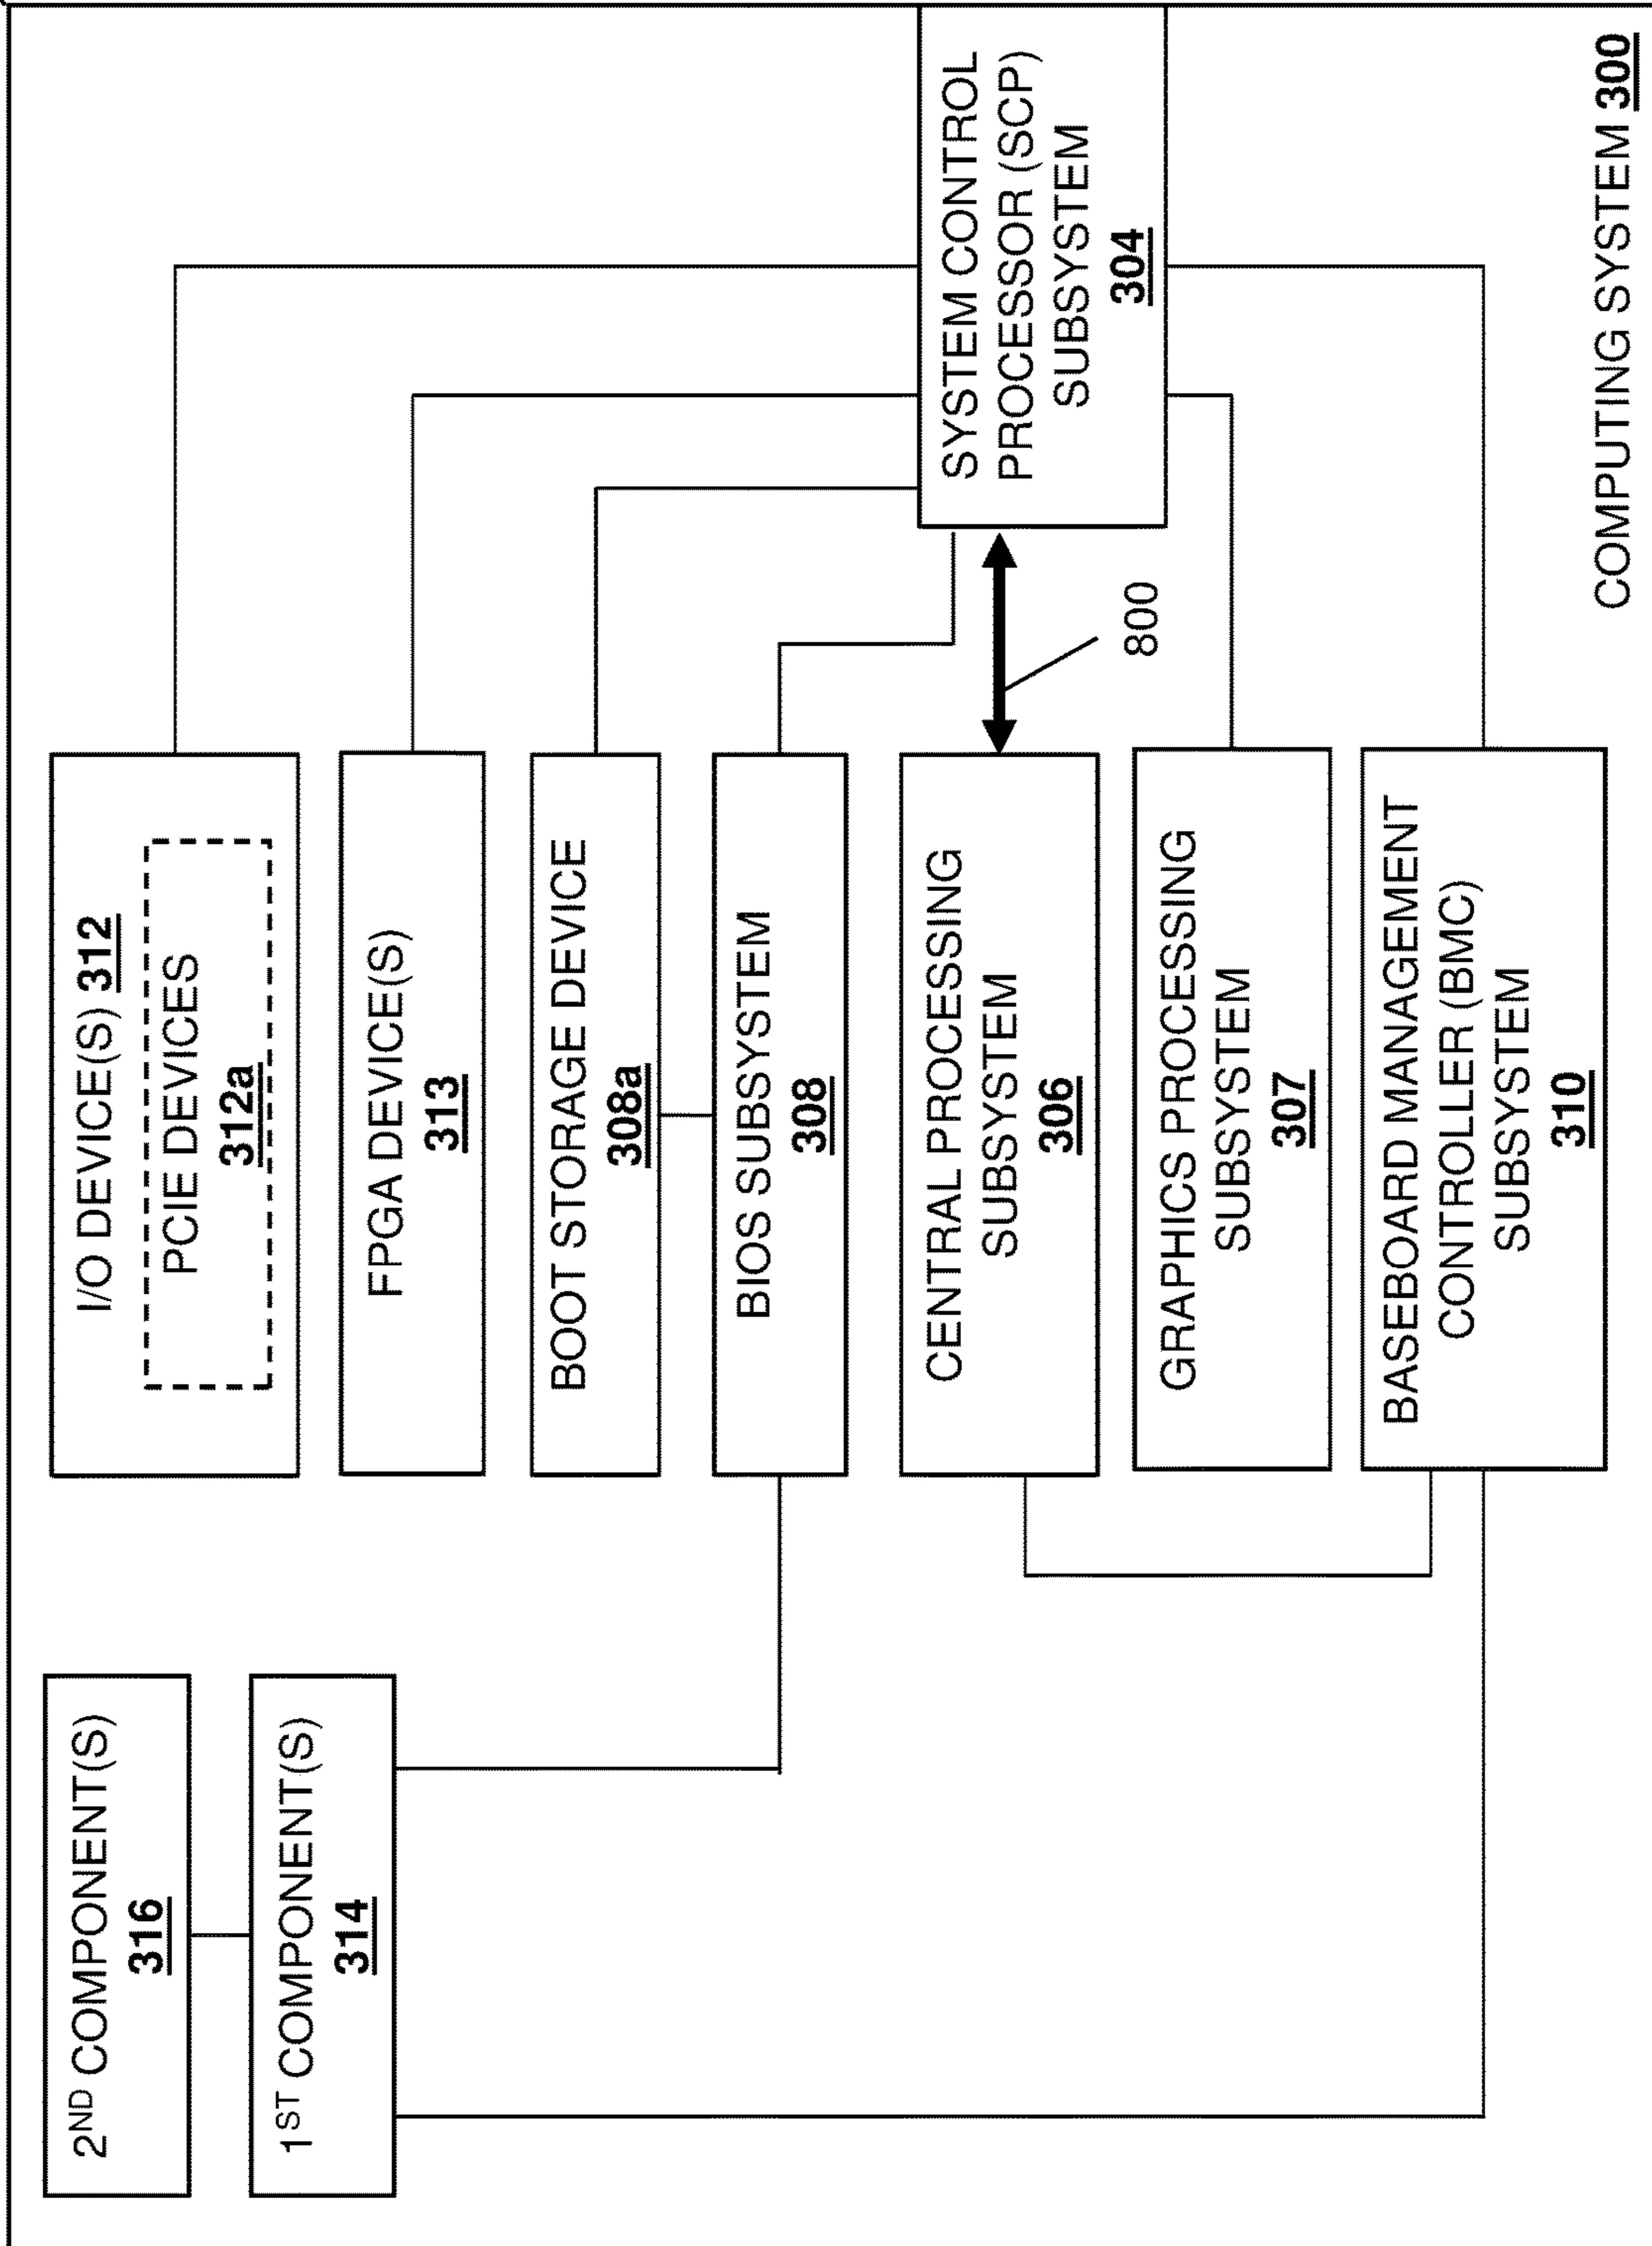 COMPUTING SYSTEM 300
SYSTEM CONTROL
PROCESSOR (SCP)
SUBSYSTEM
304
800
I/O DEVICE(S) 312
PCIE DEVICES
312a
FPGA DEVICE(S)
313
BOOT STORAGE DEVICE
308a
BIOS SUBSYSTEM
308
CENTRAL PROCESSING
SUBSYSTEM
306
GRAPHICS PROCESSING
SUBSYSTEM
307
BASEBOARD MANAGEMENT
CONTROLLER (BMC)
SUBSYSTEM
310
2ND COMPONENT(S)
316
1ST COMPONENT(S)
314